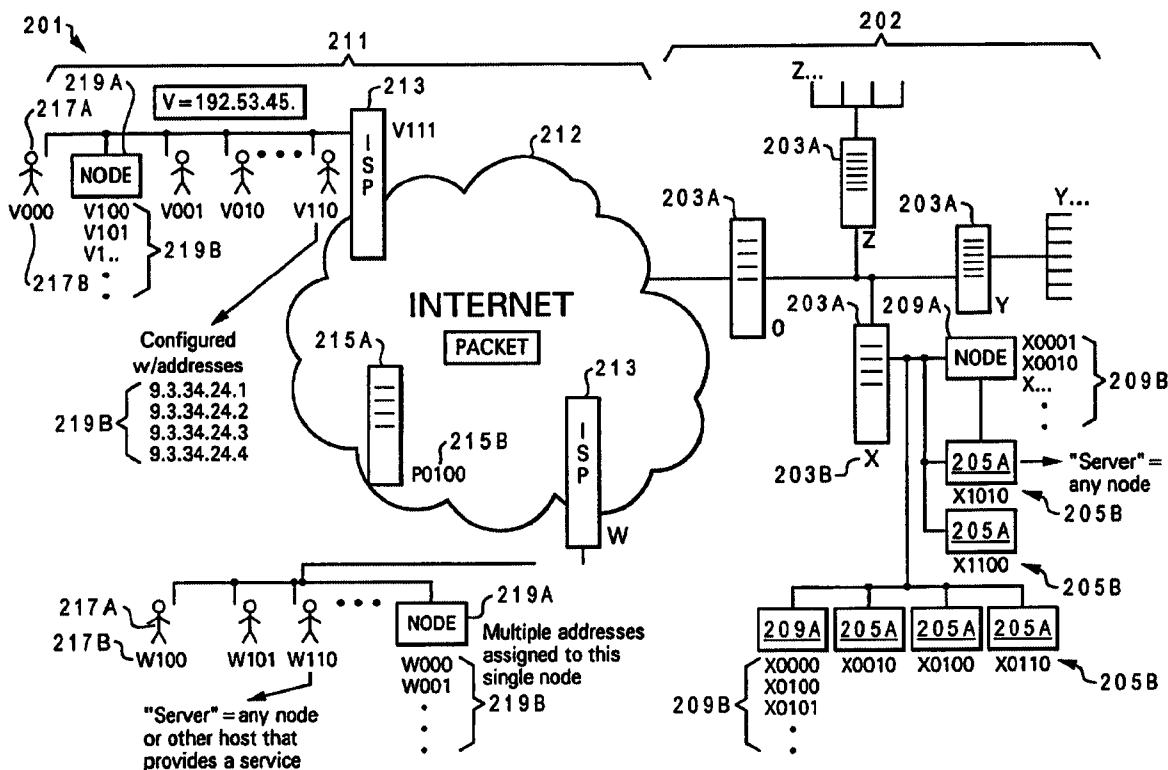 201
211
202
219A
217A
V=192.53.45.
213
ISP
V111
212
NODE
V000
V100
V101
V1..
V001
V010
V110
219B
217B
Configured
w/addresses
9.3.34.24.1
9.3.34.24.2
9.3.34.24.3
9.3.34.24.4
219B
INTERNET
PACKET
215A
215B
P0100
213
ISP
W
Z...
203A
Z
203A
0
203A
Y
Y...
203A
203B
X
209A
NODE
X0001
X0010
X...
209B
205A
X1010
"Server" =
any node
205B
205A
X1100
205B
209A
205A
205A
205A
X0000
X0100
X0101
X0010
X0100
X0110
205B
209B
217A
217B
W100
W101
W110
NODE
219A
W000
W001
Multiple addresses
assigned to this
single node
219B
"Server" = any node
or other host that
provides a service